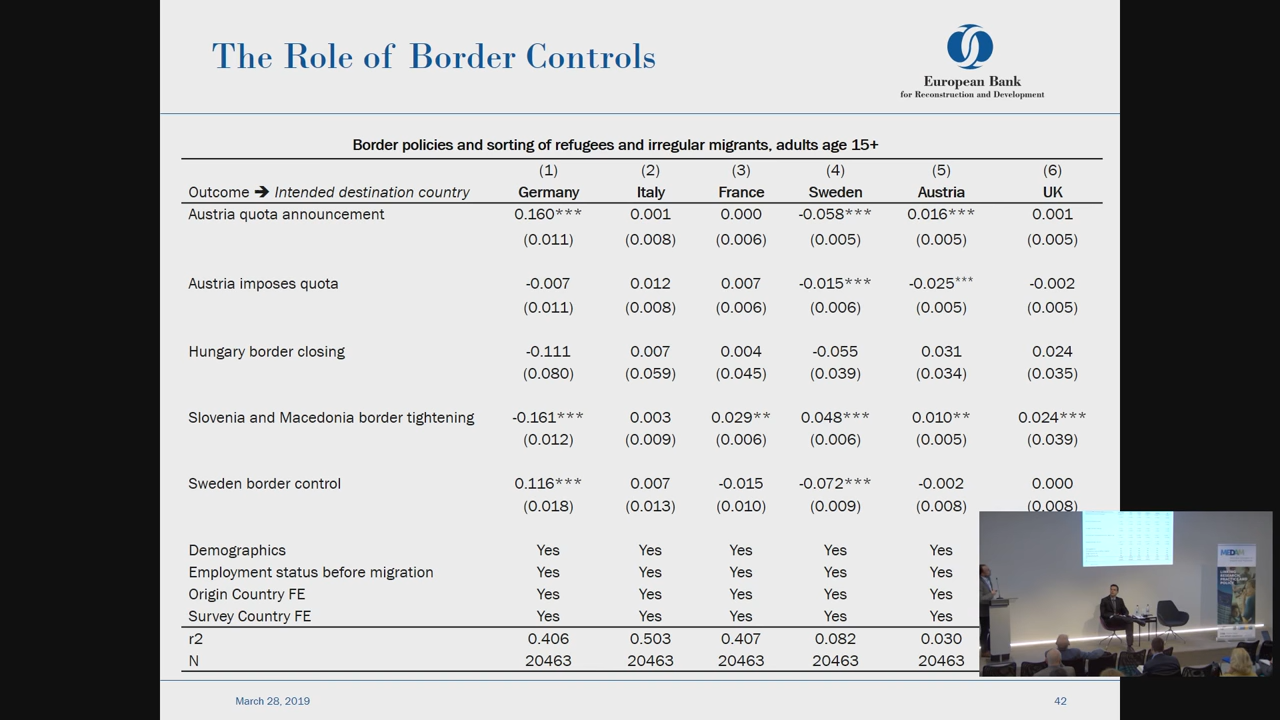 The Role of Border Controls
European Bank
for Reconstruction and Development
Border policies and sorting of refugees and irregular migrants, adults age 15+
(1) (2) (3) (4) (5) (6)
Outcome ➔ Intended destination country Germany Italy France Sweden Austria UK
Austria quota announcement 0.160*** 0.001 0.000 -0.058*** 0.016*** 0.001
(0.011) (0.008) (0.006) (0.005) (0.005) (0.005)
Austria imposes quota -0.007 0.012 0.007 -0.015*** -0.025*** -0.002
(0.011) (0.008) (0.006) (0.006) (0.005) (0.005)
Hungary border closing -0.111 0.007 0.004 -0.055 0.031 0.024
(0.080) (0.059) (0.045) (0.039) (0.034) (0.035)
Slovenia and Macedonia border tightening -0.161*** 0.003 0.029** 0.048*** 0.010** 0.024***
(0.012) (0.009) (0.006) (0.006) (0.005) (0.039)
Sweden border control 0.116*** 0.007 -0.015 -0.072*** -0.002 0.000
(0.018) (0.013) (0.010) (0.009) (0.008) (0.008)
Demographics Yes Yes Yes Yes Yes
Employment status before migration Yes Yes Yes Yes Yes
Origin Country FE Yes Yes Yes Yes Yes
Survey Country FE Yes Yes Yes Yes Yes
r2 0.406 0.503 0.407 0.082 0.030
N 20463 20463 20463 20463 20463
MEDAM
March 28, 2019
42